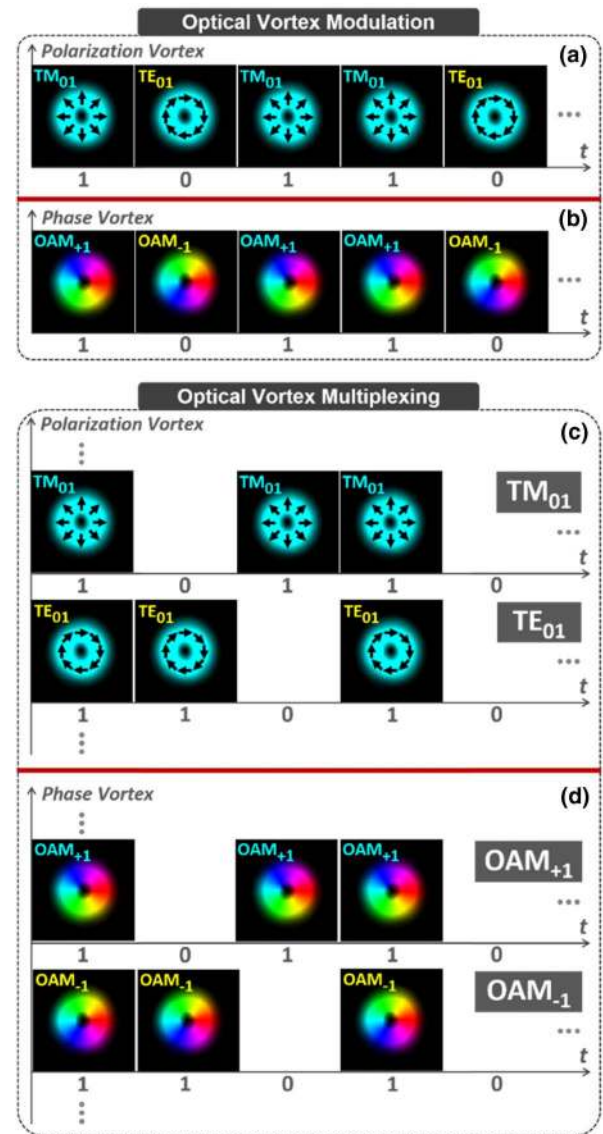 Optical Vortex Modulation
Polarization Vortex (a)
TM01 TE01 TM01 TM01 TE01
... t
1 0 1 1 0
Phase Vortex (b)
OAM+1 OAM-1 OAM+1 OAM+1 OAM-1
... t
1 0 1 1 0
Optical Vortex Multiplexing
Polarization Vortex (c)
TM01 TM01 TM01 TM01
... t
1 0 1 1 0
TE01 TE01 TE01 TE01
... t
1 1 0 1 0
Phase Vortex (d)
OAM+1 OAM+1 OAM+1 OAM+1
... t
1 0 1 1 0
OAM-1 OAM-1 OAM-1 OAM-1
... t
1 1 0 1 0